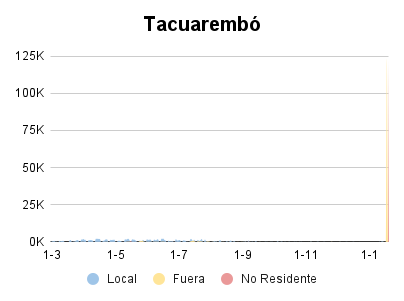 Tacuarembó
125K
100K
75K
50K
25K
0K
1-3 1-5 1-7 1-9 1-11 1-1
Local Fuera No Residente